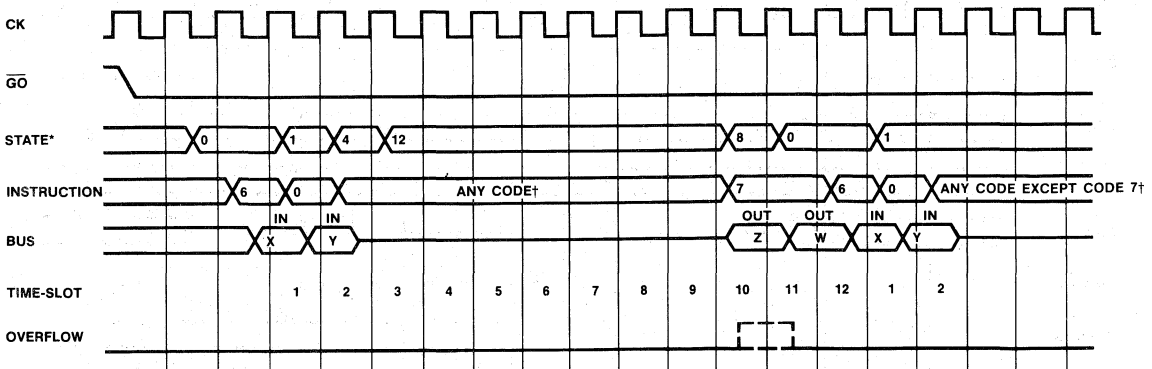 CK
GO
STATE* 0 1 4 12 8 0 1
INSTRUCTION 6 0 ANY CODE† 7 6 0 ANY CODE EXCEPT CODE 7†
IN IN OUT OUT IN IN
BUS X Y Z W X Y
TIME-SLOT 1 2 3 4 5 6 7 8 9 10 11 12 1 2
OVERFLOW